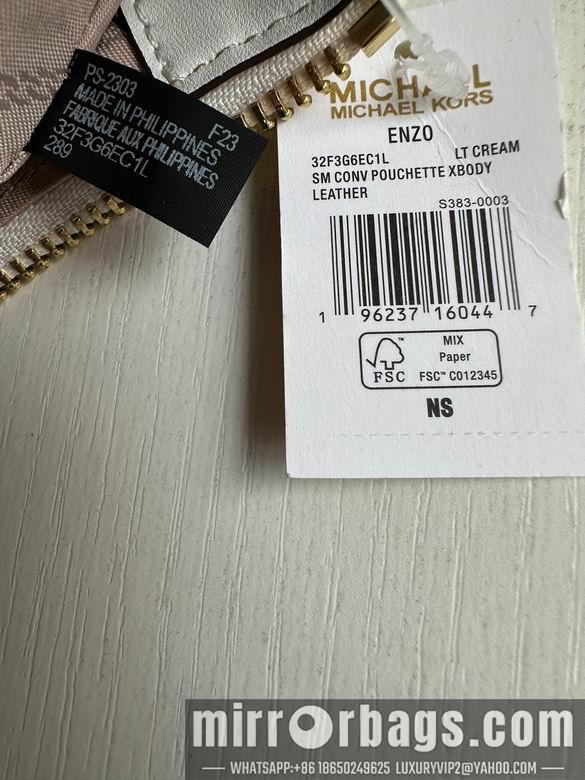 PS-2303
F23
MADE IN PHILIPPINES
FABRIQUE AUX PHILIPPINES
32F3G6EC1L
289
MICHAEL
MICHAEL KORS
ENZO
32F3G6EC1L LT CREAM
SM CONV POUCHETTE XBODY
LEATHER
S383-0003
1 96237 16044 7
MIX
Paper
FSC™ C012345
FSC
NS
mirrorbags.com
WHATSAPP:+86 18650249625 LUXURYVIP2@YAHOO.COM